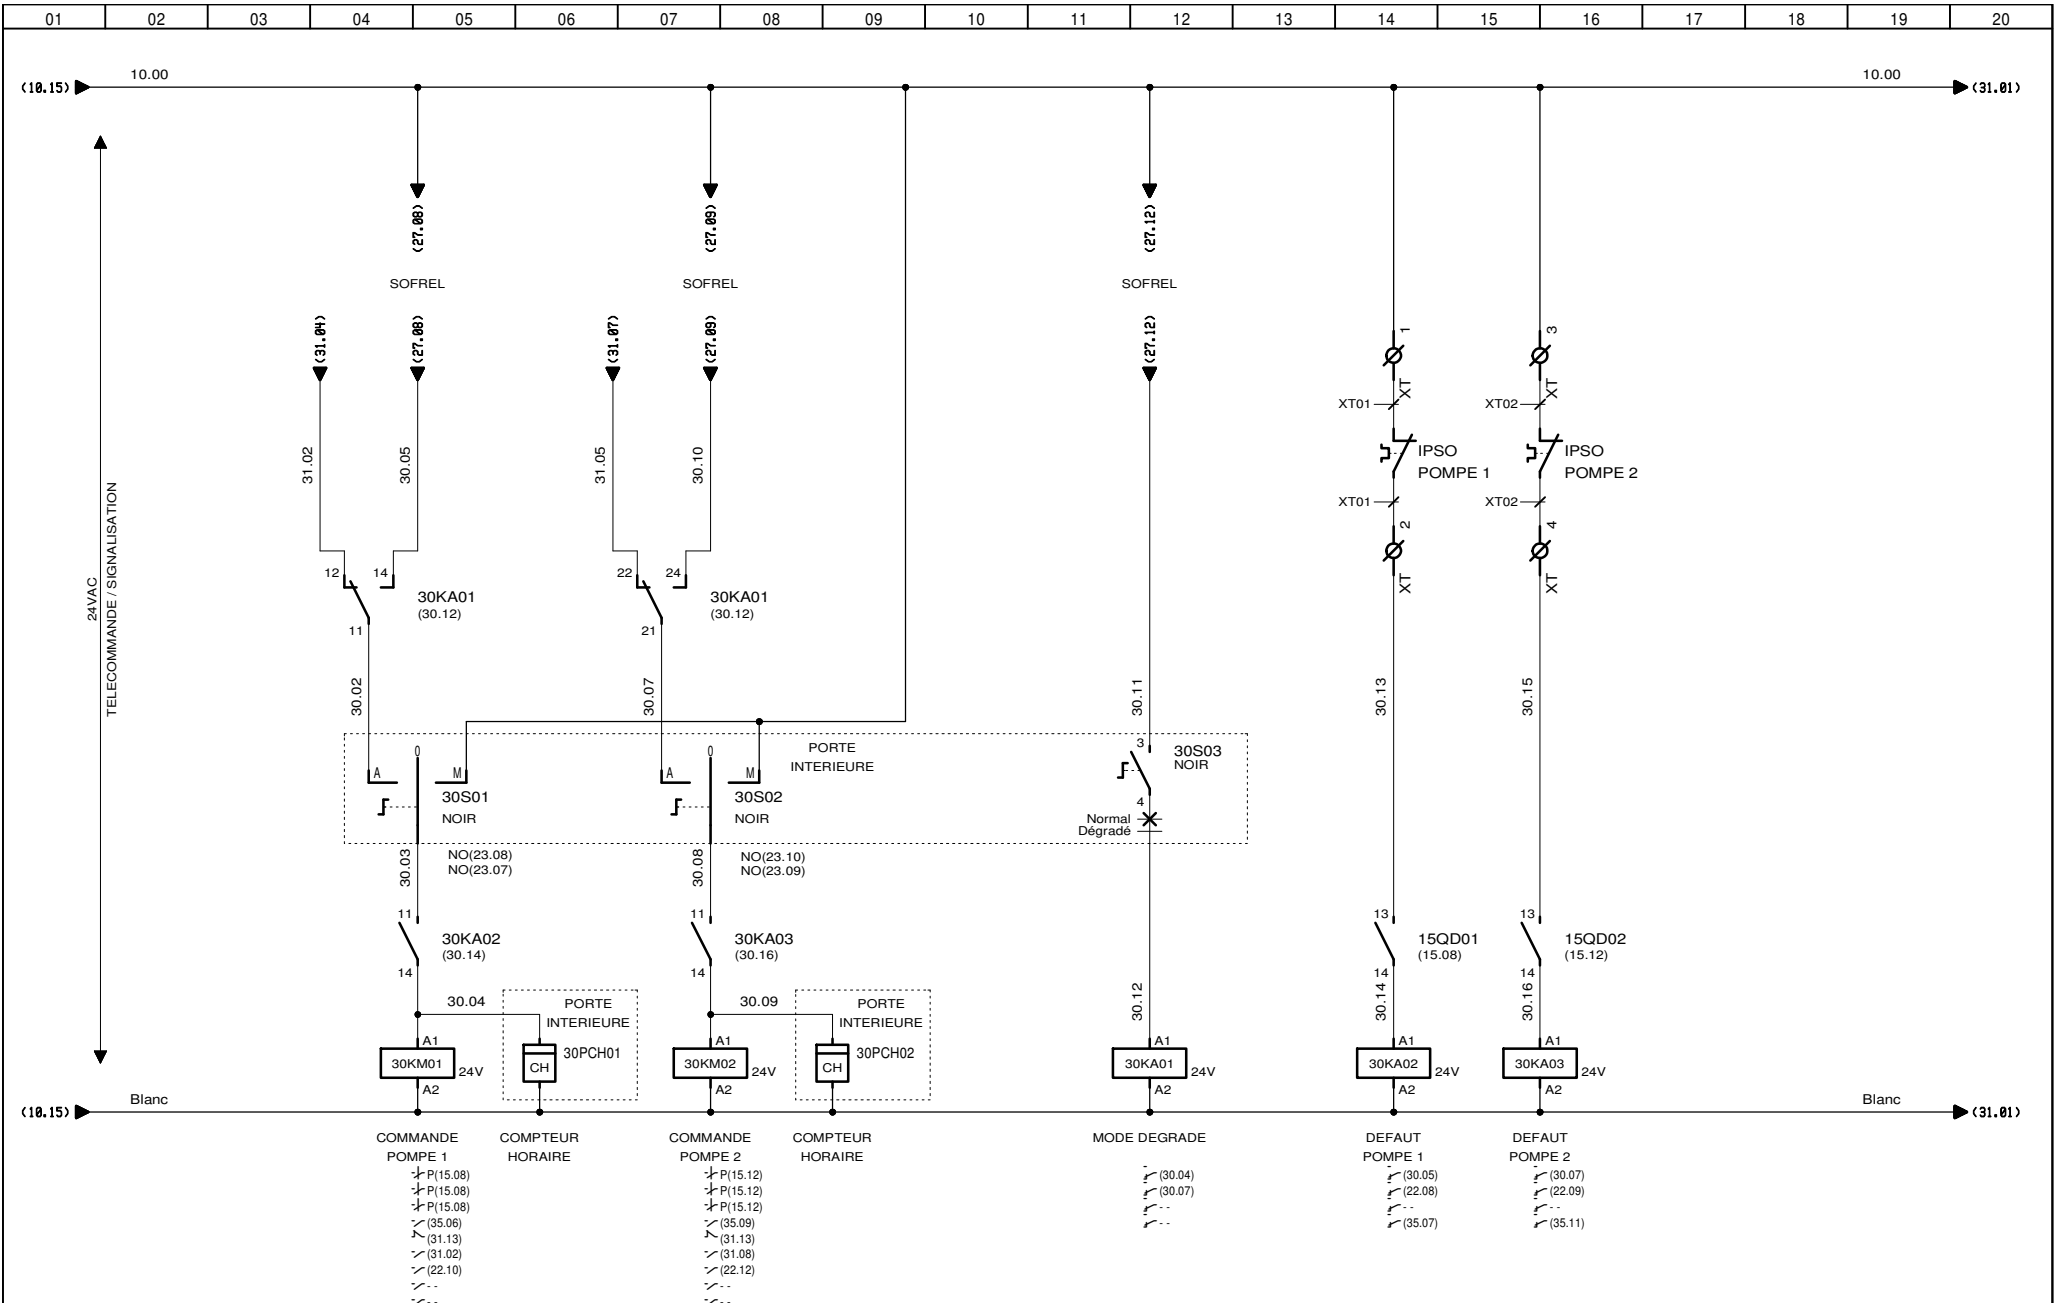 01 02 03 04 05 06 07 08 09 10 11 12 13 14 15 16 17 18 19 20
10.00 10.00
(10.15) (31.01)
(27.08) (27.09) (27.12)
SOFREL SOFREL SOFREL
(31.04) (27.08) (31.07) (27.09) (27.12)
1 3
XT XT
XT01 XT02
31.02 30.05 31.05 30.10
IPSO IPSO
POMPE 1 POMPE 2
XT01 XT02
2 4
XT XT
24VAC
TELECOMMANDE / SIGNALISATION
12 14 22 24
30KA01 30KA01
(30.12) (30.12)
11 21
30.02 30.07 30.11 30.13 30.15
0 0 PORTE 3 30S03
INTERIEURE NOIR
A M A M
30S01 30S02 4
NOIR NOIR Normal
Dégradé
30.03 30.08
NO(23.08) NO(23.10)
NO(23.07) NO(23.09)
11 11 13 13
30KA02 30KA03 15QD01 15QD02
(30.14) (30.16) (15.08) (15.12)
14 14 14 14
30.04 PORTE 30.09 PORTE 30.12 30.14 30.16
INTERIEURE INTERIEURE
A1 A1 A1 A1 A1
30PCH01 30PCH02
30KM01 24V CH 30KM02 24V CH 30KA01 24V 30KA02 24V 30KA03 24V
A2 A2 A2 A2 A2
Blanc Blanc
(10.15) (31.01)
COMMANDE COMPTEUR COMMANDE COMPTEUR MODE DEGRADE DEFAUT DEFAUT
POMPE 1 HORAIRE POMPE 2 HORAIRE POMPE 1 POMPE 2
P(15.08) P(15.12) (30.04) (30.05) (30.07)
P(15.08) P(15.12) (30.07) (22.08) (22.09)
P(15.08) P(15.12) - - - - - -
(35.06) (35.09) - - (35.07) (35.11)
(31.13) (31.13)
(31.02) (31.08)
(22.10) (22.12)
- - - -
- - - -